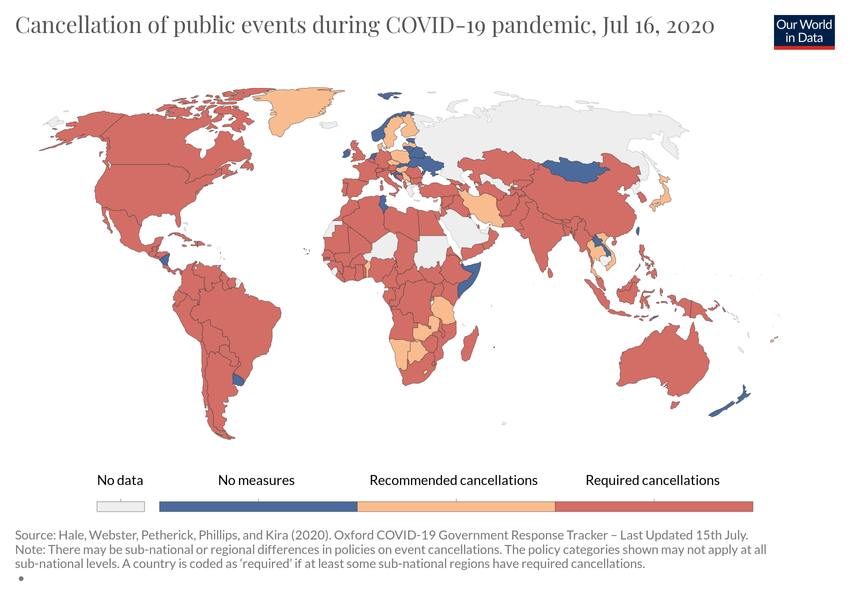 Cancellation of public events during COVID-19 pandemic, Jul 16, 2020
Our World
in Data
No data
No measures
Recommended cancellations
Required cancellations
Source: Hale, Webster, Petherick, Phillips, and Kira (2020). Oxford COVID-19 Government Response Tracker – Last Updated 15th July.
Note: There may be sub-national or regional differences in policies on event cancellations. The policy categories shown may not apply at all
sub-national levels. A country is coded as ‘required’ if at least some sub-national regions have required cancellations.